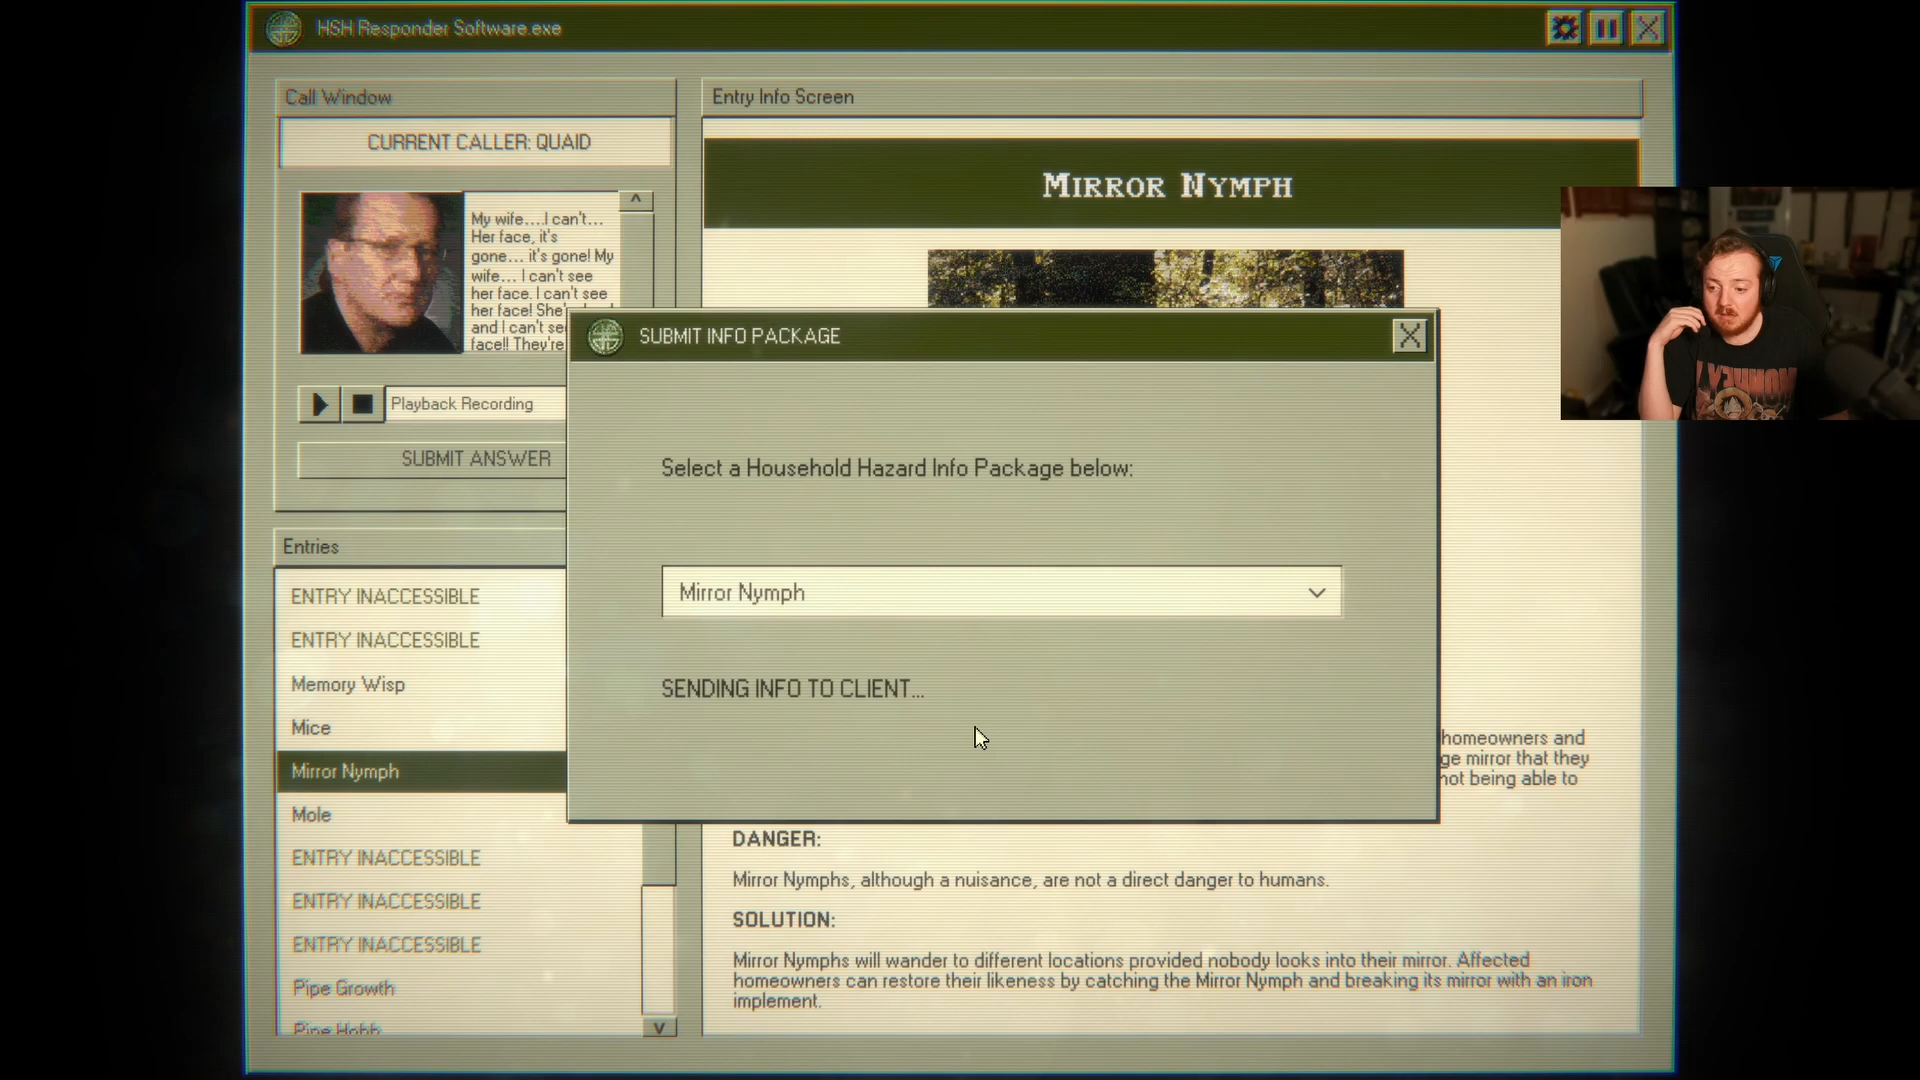 HSH Responder Software.exe
Call Window
CURRENT CALLER: QUAID
My wife....I can't...
Her face, it's
gone... it's gone! My
wife... I can't see
her face. I can't see
her face! She'
and I can't se
face!! They're
Playback Recording
SUBMIT ANSWER
Entries
ENTRY INACCESSIBLE
ENTRY INACCESSIBLE
Memory Wisp
Mice
Mirror Nymph
Mole
ENTRY INACCESSIBLE
ENTRY INACCESSIBLE
ENTRY INACCESSIBLE
Pipe Growth
Pipe Hobb
Entry Info Screen
MIRROR NYMPH
SUBMIT INFO PACKAGE
Select a Household Hazard Info Package below:
Mirror Nymph
SENDING INFO TO CLIENT...
homeowners and
ge mirror that they
not being able to
DANGER:
Mirror Nymphs, although a nuisance, are not a direct danger to humans.
SOLUTION:
Mirror Nymphs will wander to different locations provided nobody looks into their mirror. Affected
homeowners can restore their likeness by catching the Mirror Nymph and breaking its mirror with an iron
implement.